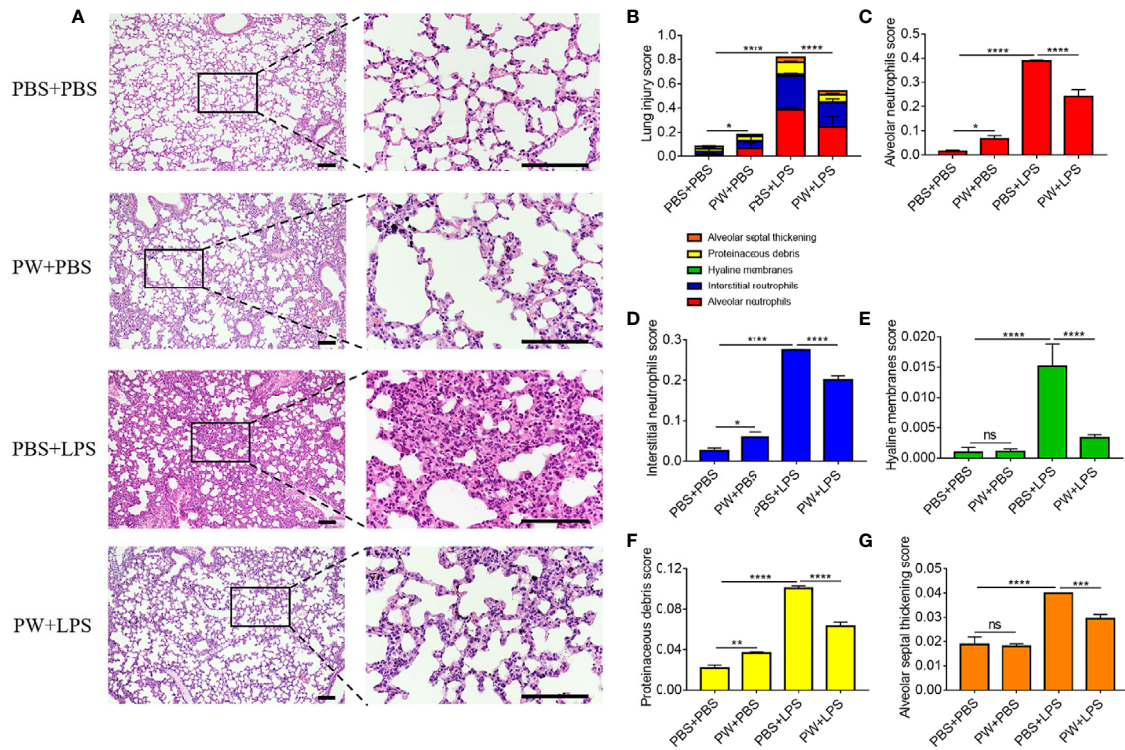 A
PBS+PBS
PW+PBS
PBS+LPS
PW+LPS
B
Lung injury score
1.0
0.8
0.6
0.4
0.2
0.0
*
****
****
PBS+PBS
PW+PBS
PBS+LPS
PW+LPS
Alveolar septal thickening
Proteinaceous debris
Hyaline membranes
Interstitial neutrophils
Alveolar neutrophils
C
Alveolar neutrophils score
0.5
0.4
0.3
0.2
0.1
0.0
*
****
****
PBS+PBS
PW+PBS
PBS+LPS
PW+LPS
D
Interstitial neutrophils score
0.3
0.2
0.1
0.0
*
****
****
PBS+PBS
PW+PBS
PBS+LPS
PW+LPS
E
Hyaline membranes score
0.020
0.015
0.010
0.005
0.000
ns
****
****
PBS+PBS
PW+PBS
PBS+LPS
PW+LPS
F
Proteinaceous debris score
0.12
0.08
0.04
0.00
**
****
****
PBS+PBS
PW+PBS
PBS+LPS
PW+LPS
G
Alveolar septal thickening score
0.05
0.04
0.03
0.02
0.01
0.00
ns
****
***
PBS+PBS
PW+PBS
PBS+LPS
PW+LPS